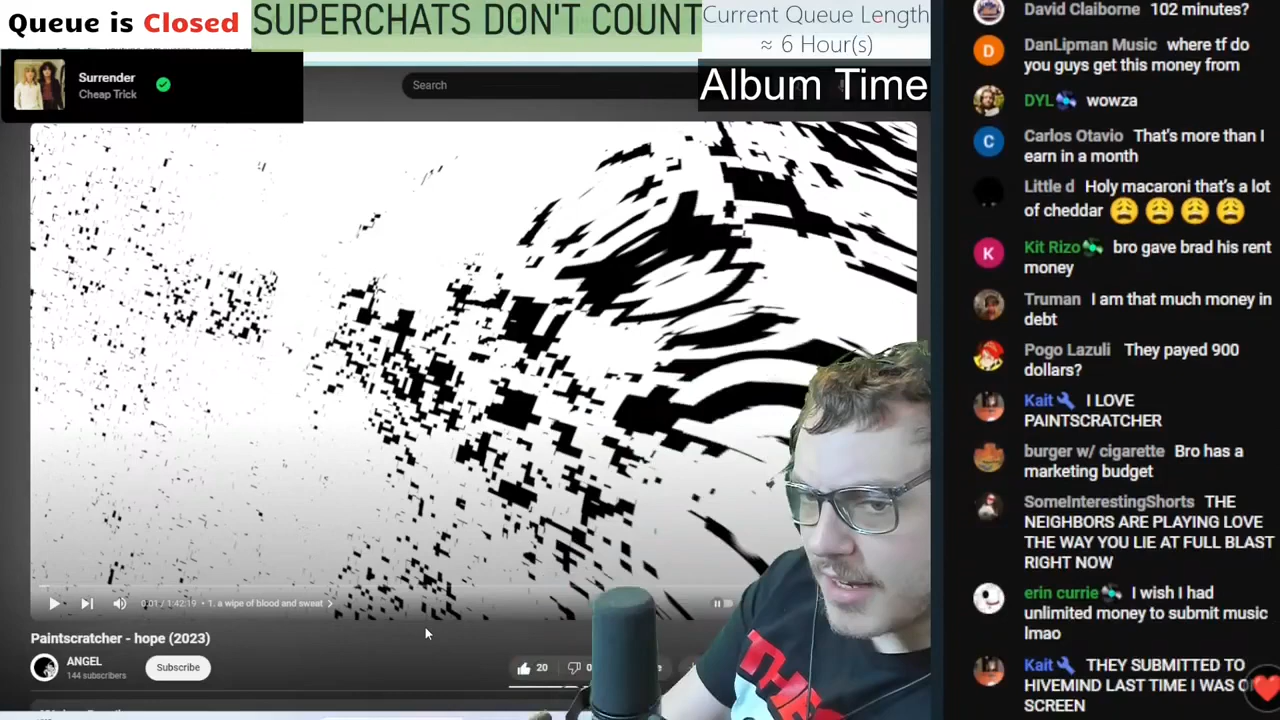 Queue is Closed
SUPERCHATS DON'T COUNT
Current Queue Length
≈ 6 Hour(s)
Album Time
Surrender
Cheap Trick
Search
0:01 / 1:42:19 • 1. a wipe of blood and sweat
Paintscratcher - hope (2023)
ANGEL
144 subscribers
Subscribe
20
David Claiborne 102 minutes?
DanLipman Music where tf do
you guys get this money from
DYL wowza
Carlos Otavio That's more than I
earn in a month
Little d Holy macaroni that's a lot
of cheddar 😩😩😩😩
Kit Rizo bro gave brad his rent
money
Truman I am that much money in
debt
Pogo Lazuli They payed 900
dollars?
Kait I LOVE
PAINTSCRATCHER
burger w/ cigarette Bro has a
marketing budget
SomeInterestingShorts THE
NEIGHBORS ARE PLAYING LOVE
THE WAY YOU LIE AT FULL BLAST
RIGHT NOW
erin currie I wish I had
unlimited money to submit music
lmao
Kait THEY SUBMITTED TO
HIVEMIND LAST TIME I WAS
SCREEN